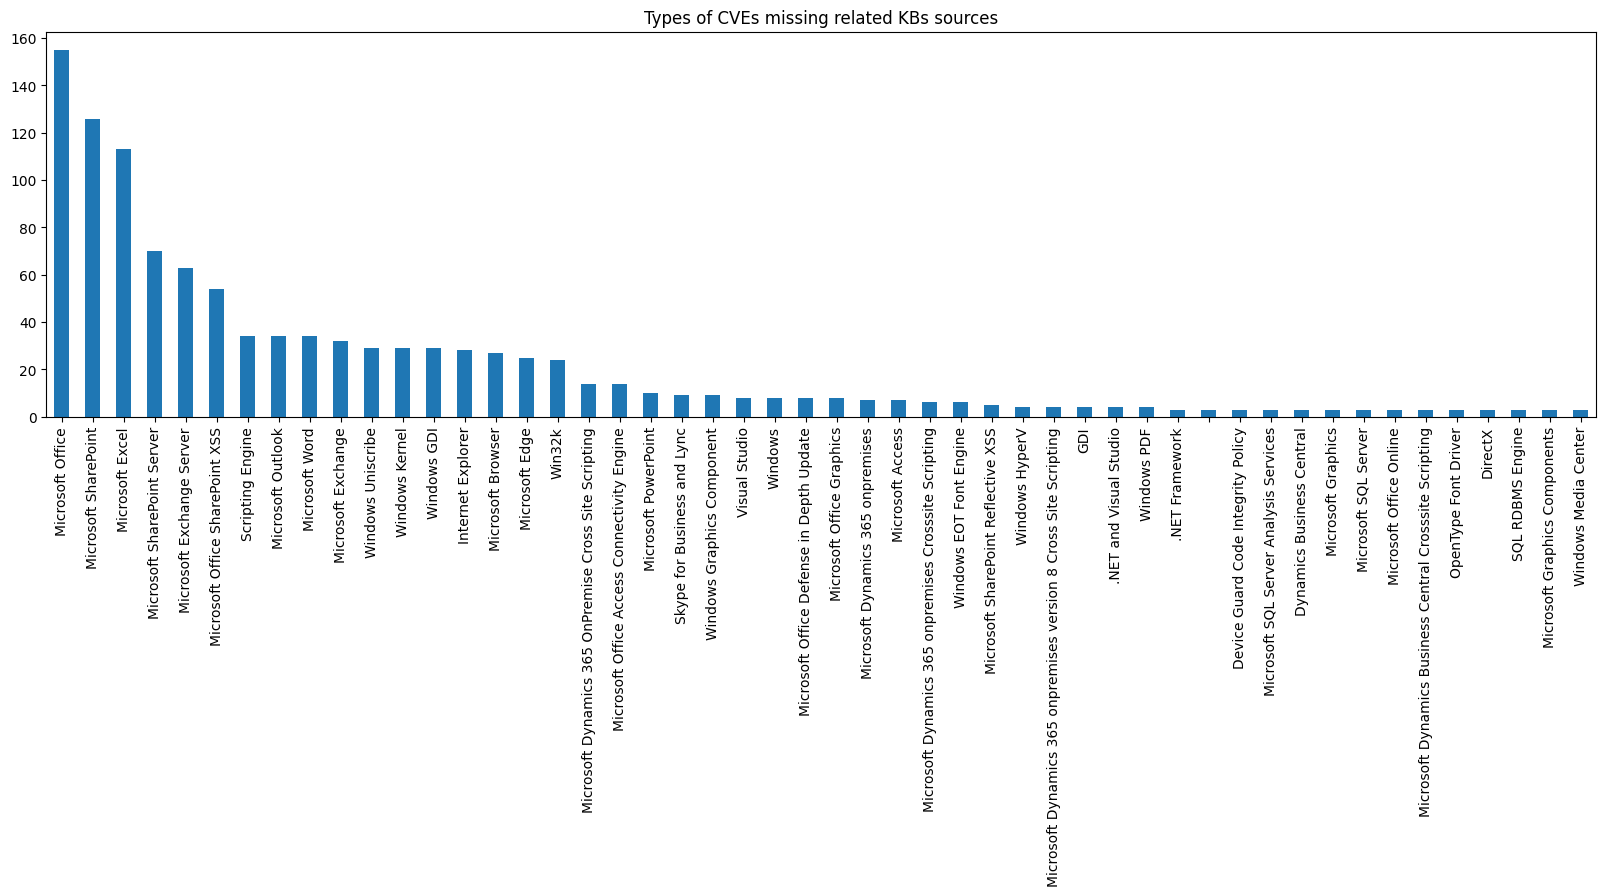 Types of CVEs missing related KBs sources
160
140
120
100
80
60
40
20
0
Microsoft Office
Microsoft SharePoint
Microsoft Excel
Microsoft SharePoint Server
Microsoft Exchange Server
Microsoft Office SharePoint XSS
Scripting Engine
Microsoft Outlook
Microsoft Word
Microsoft Exchange
Windows Uniscribe
Windows Kernel
Windows GDI
Internet Explorer
Microsoft Browser
Microsoft Edge
Win32k
Microsoft Dynamics 365 OnPremise Cross Site Scripting
Microsoft Office Access Connectivity Engine
Microsoft PowerPoint
Skype for Business and Lync
Windows Graphics Component
Visual Studio
Windows
Microsoft Office Defense in Depth Update
Microsoft Office Graphics
Microsoft Dynamics 365 onpremises
Microsoft Access
Microsoft Dynamics 365 onpremises Crosssite Scripting
Windows EOT Font Engine
Microsoft SharePoint Reflective XSS
Windows HyperV
Microsoft Dynamics 365 onpremises version 8 Cross Site Scripting
GDI
.NET and Visual Studio
Windows PDF
.NET Framework
Device Guard Code Integrity Policy
Microsoft SQL Server Analysis Services
Dynamics Business Central
Microsoft Graphics
Microsoft SQL Server
Microsoft Office Online
Microsoft Dynamics Business Central Crosssite Scripting
OpenType Font Driver
DirectX
SQL RDBMS Engine
Microsoft Graphics Components
Windows Media Center